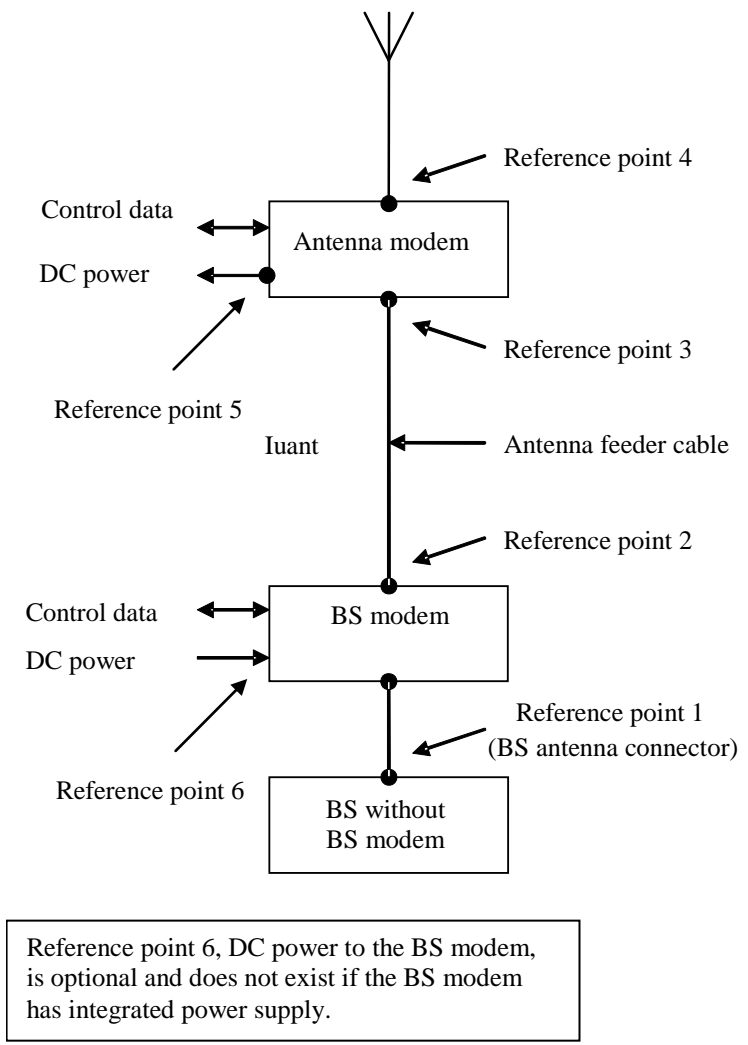 Reference point 4
Control data
Antenna modem
DC power
Reference point 3
Reference point 5
Iuant
Antenna feeder cable
Reference point 2
Control data
BS modem
DC power
Reference point 1
(BS antenna connector)
Reference point 6
BS without
BS modem
Reference point 6, DC power to the BS modem,
is optional and does not exist if the BS modem
has integrated power supply.